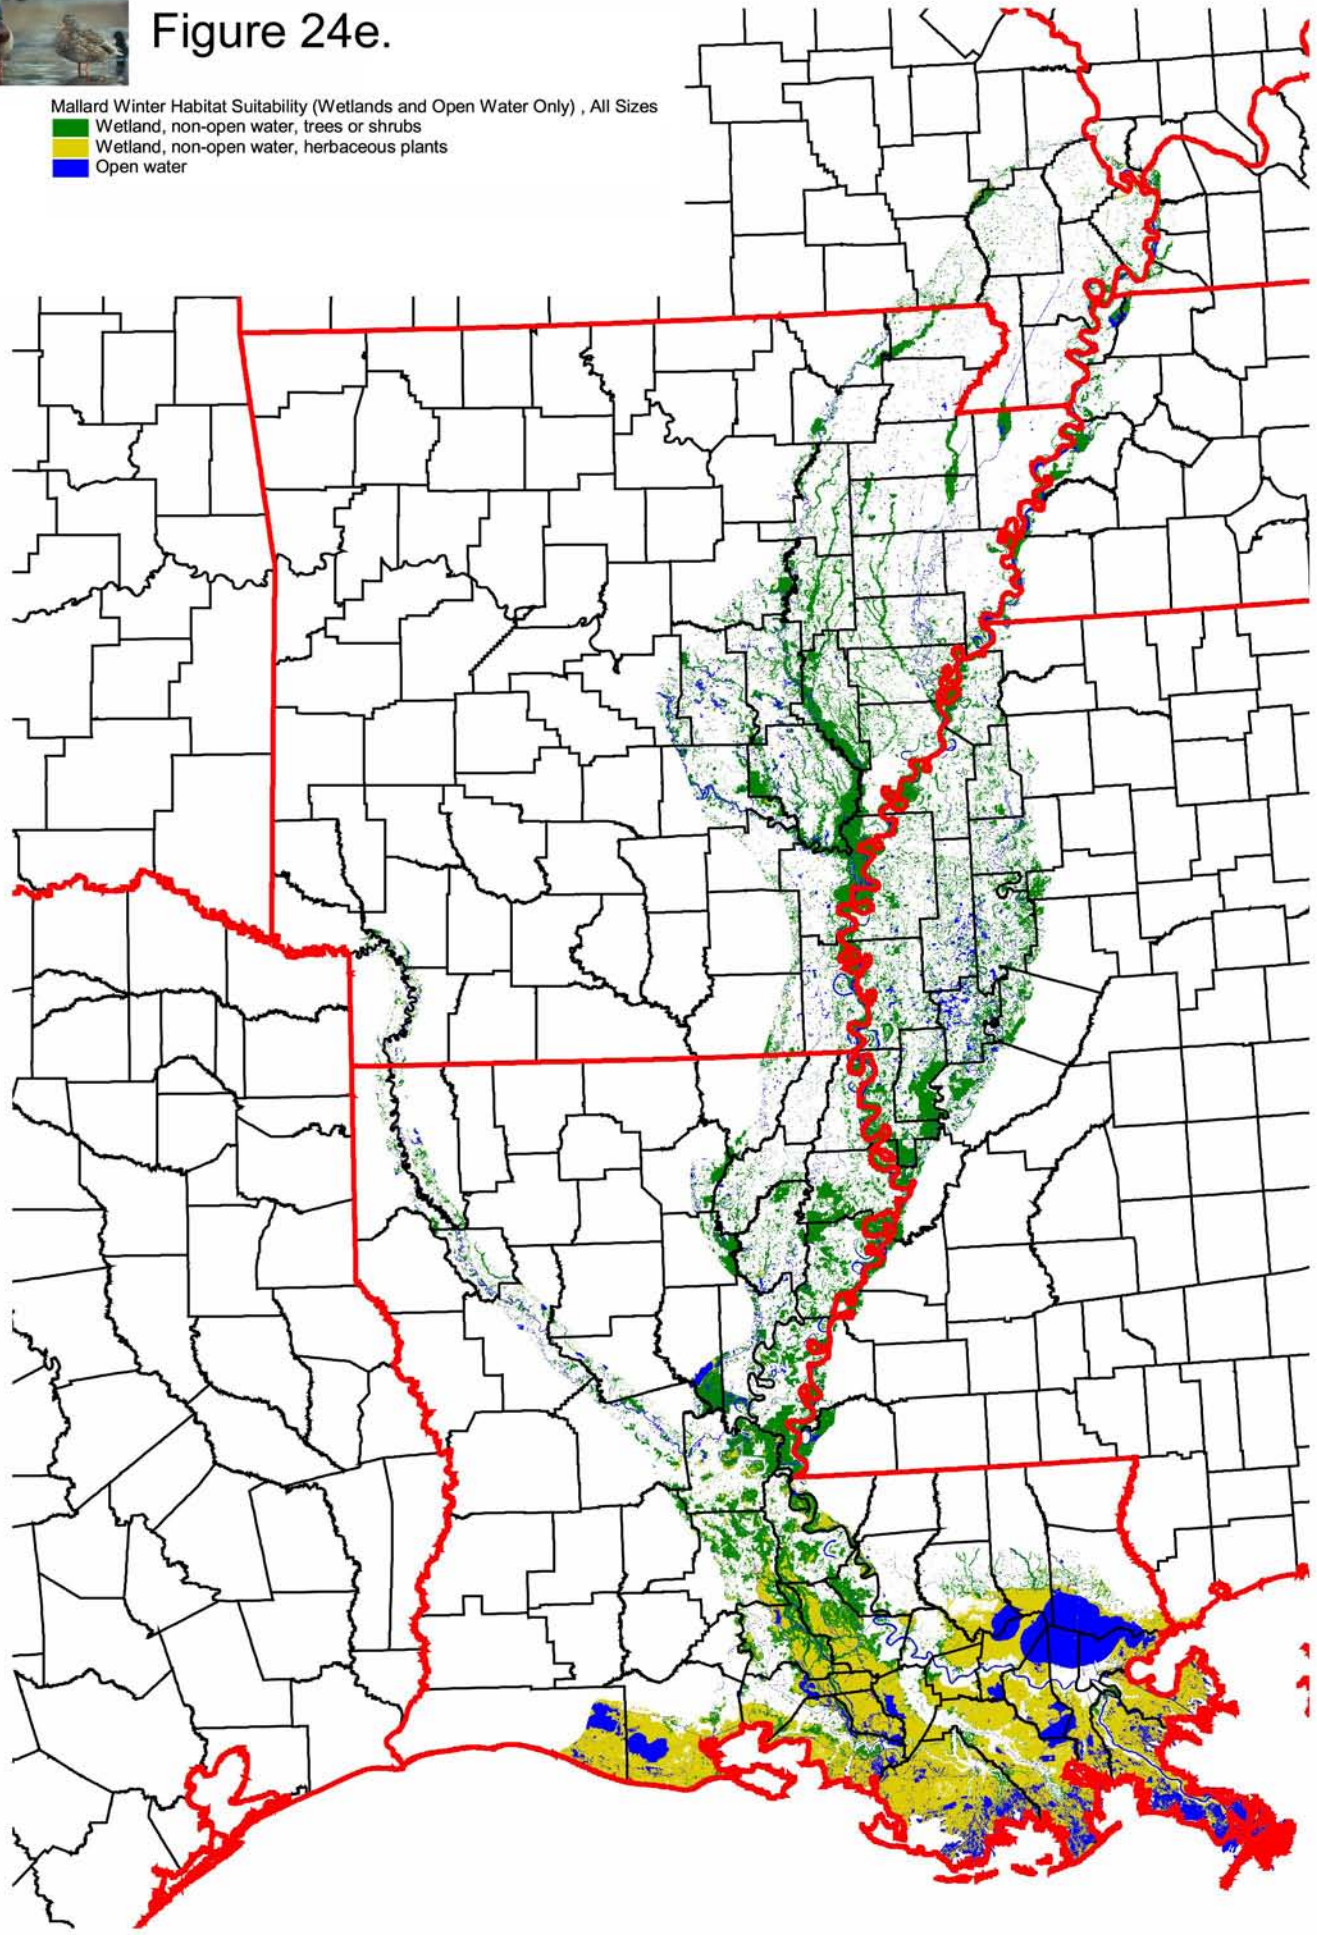 Figure 24e.
Mallard Winter Habitat Suitability (Wetlands and Open Water Only) , All Sizes
Wetland, non-open water, trees or shrubs
Wetland, non-open water, herbaceous plants
Open water